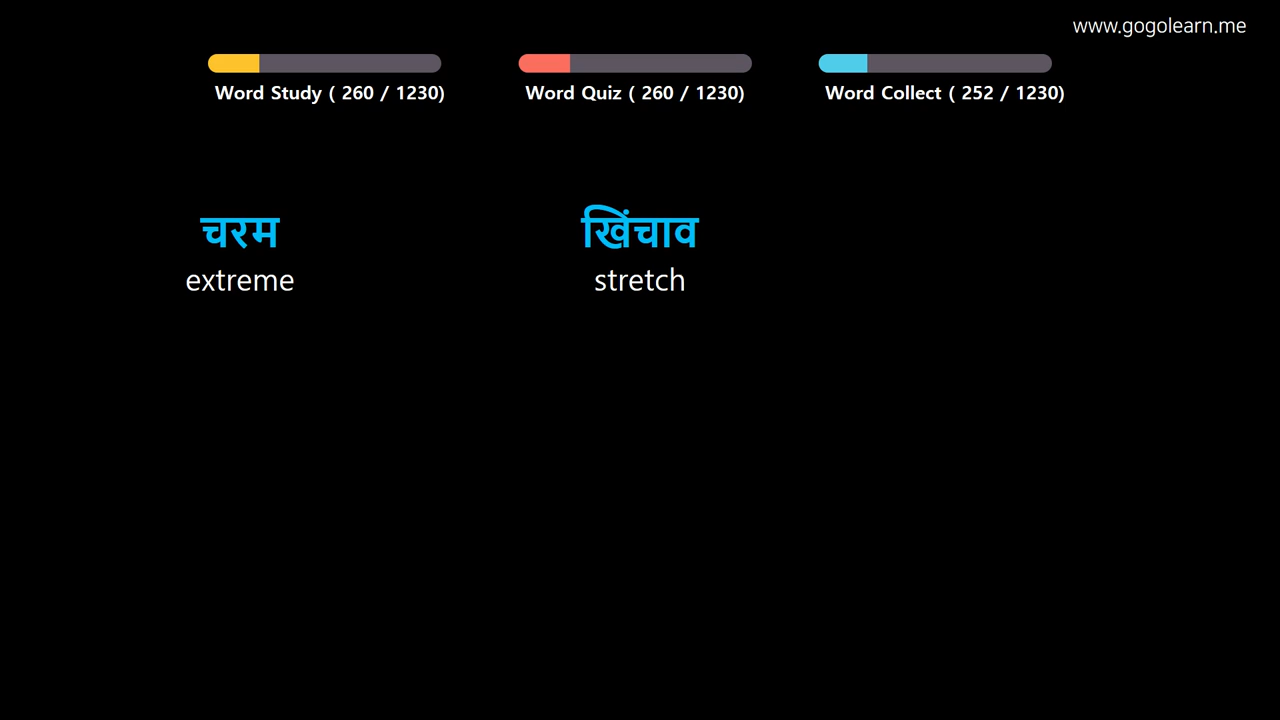 www.gogolearn.me
Word Study ( 260 / 1230)
Word Quiz ( 260 / 1230)
Word Collect ( 252 / 1230)
चरम
extreme
खिंचाव
stretch